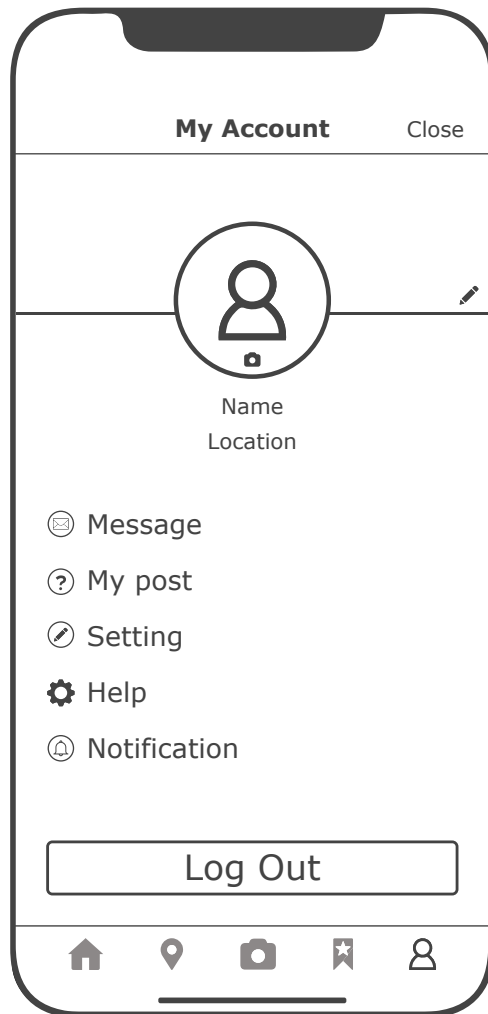 My Account Close
Name
Location
Message
My post
Setting
Help
Notification
Log Out